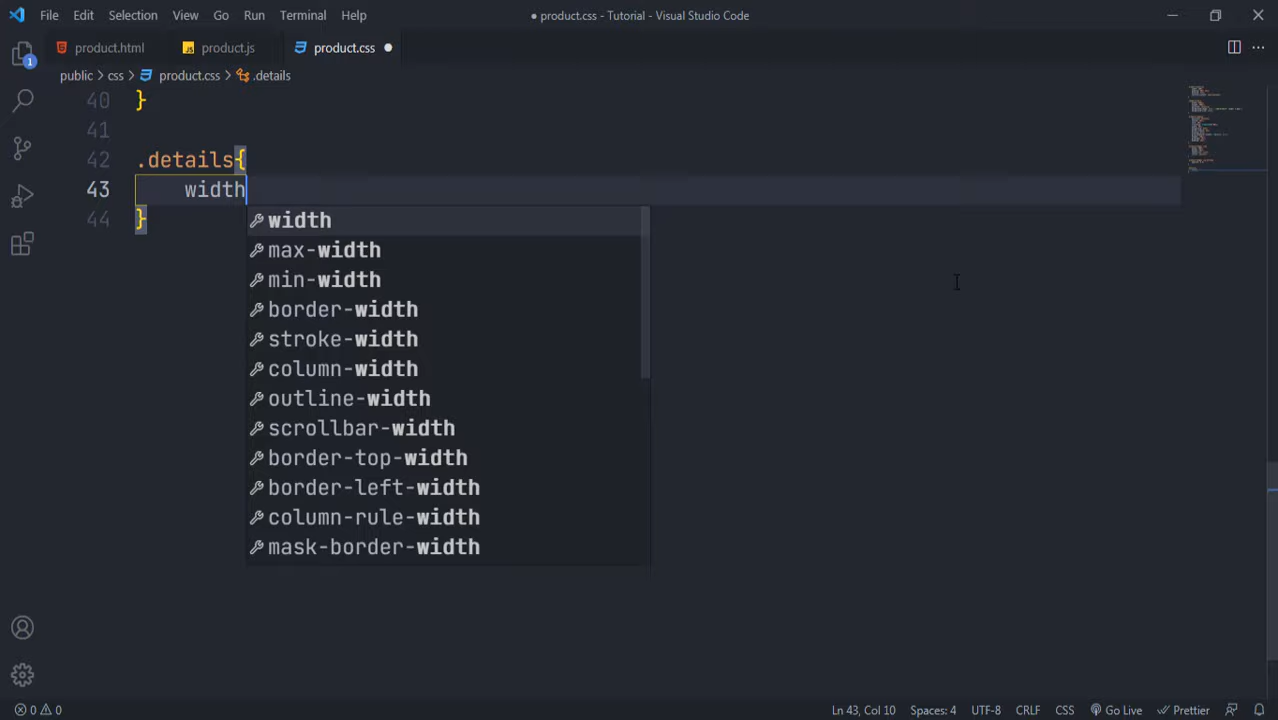 File Edit Selection View Go Run Terminal Help ● product.css - Tutorial - Visual Studio Code
product.html JS product.js product.css ●
public > css > product.css > .details
40 }
41
42 .details{
43 width
44 }
width
max-width
min-width
border-width
stroke-width
column-width
outline-width
scrollbar-width
border-top-width
border-left-width
column-rule-width
mask-border-width
1
0 0 Ln 43, Col 10 Spaces: 4 UTF-8 CRLF CSS Go Live Prettier